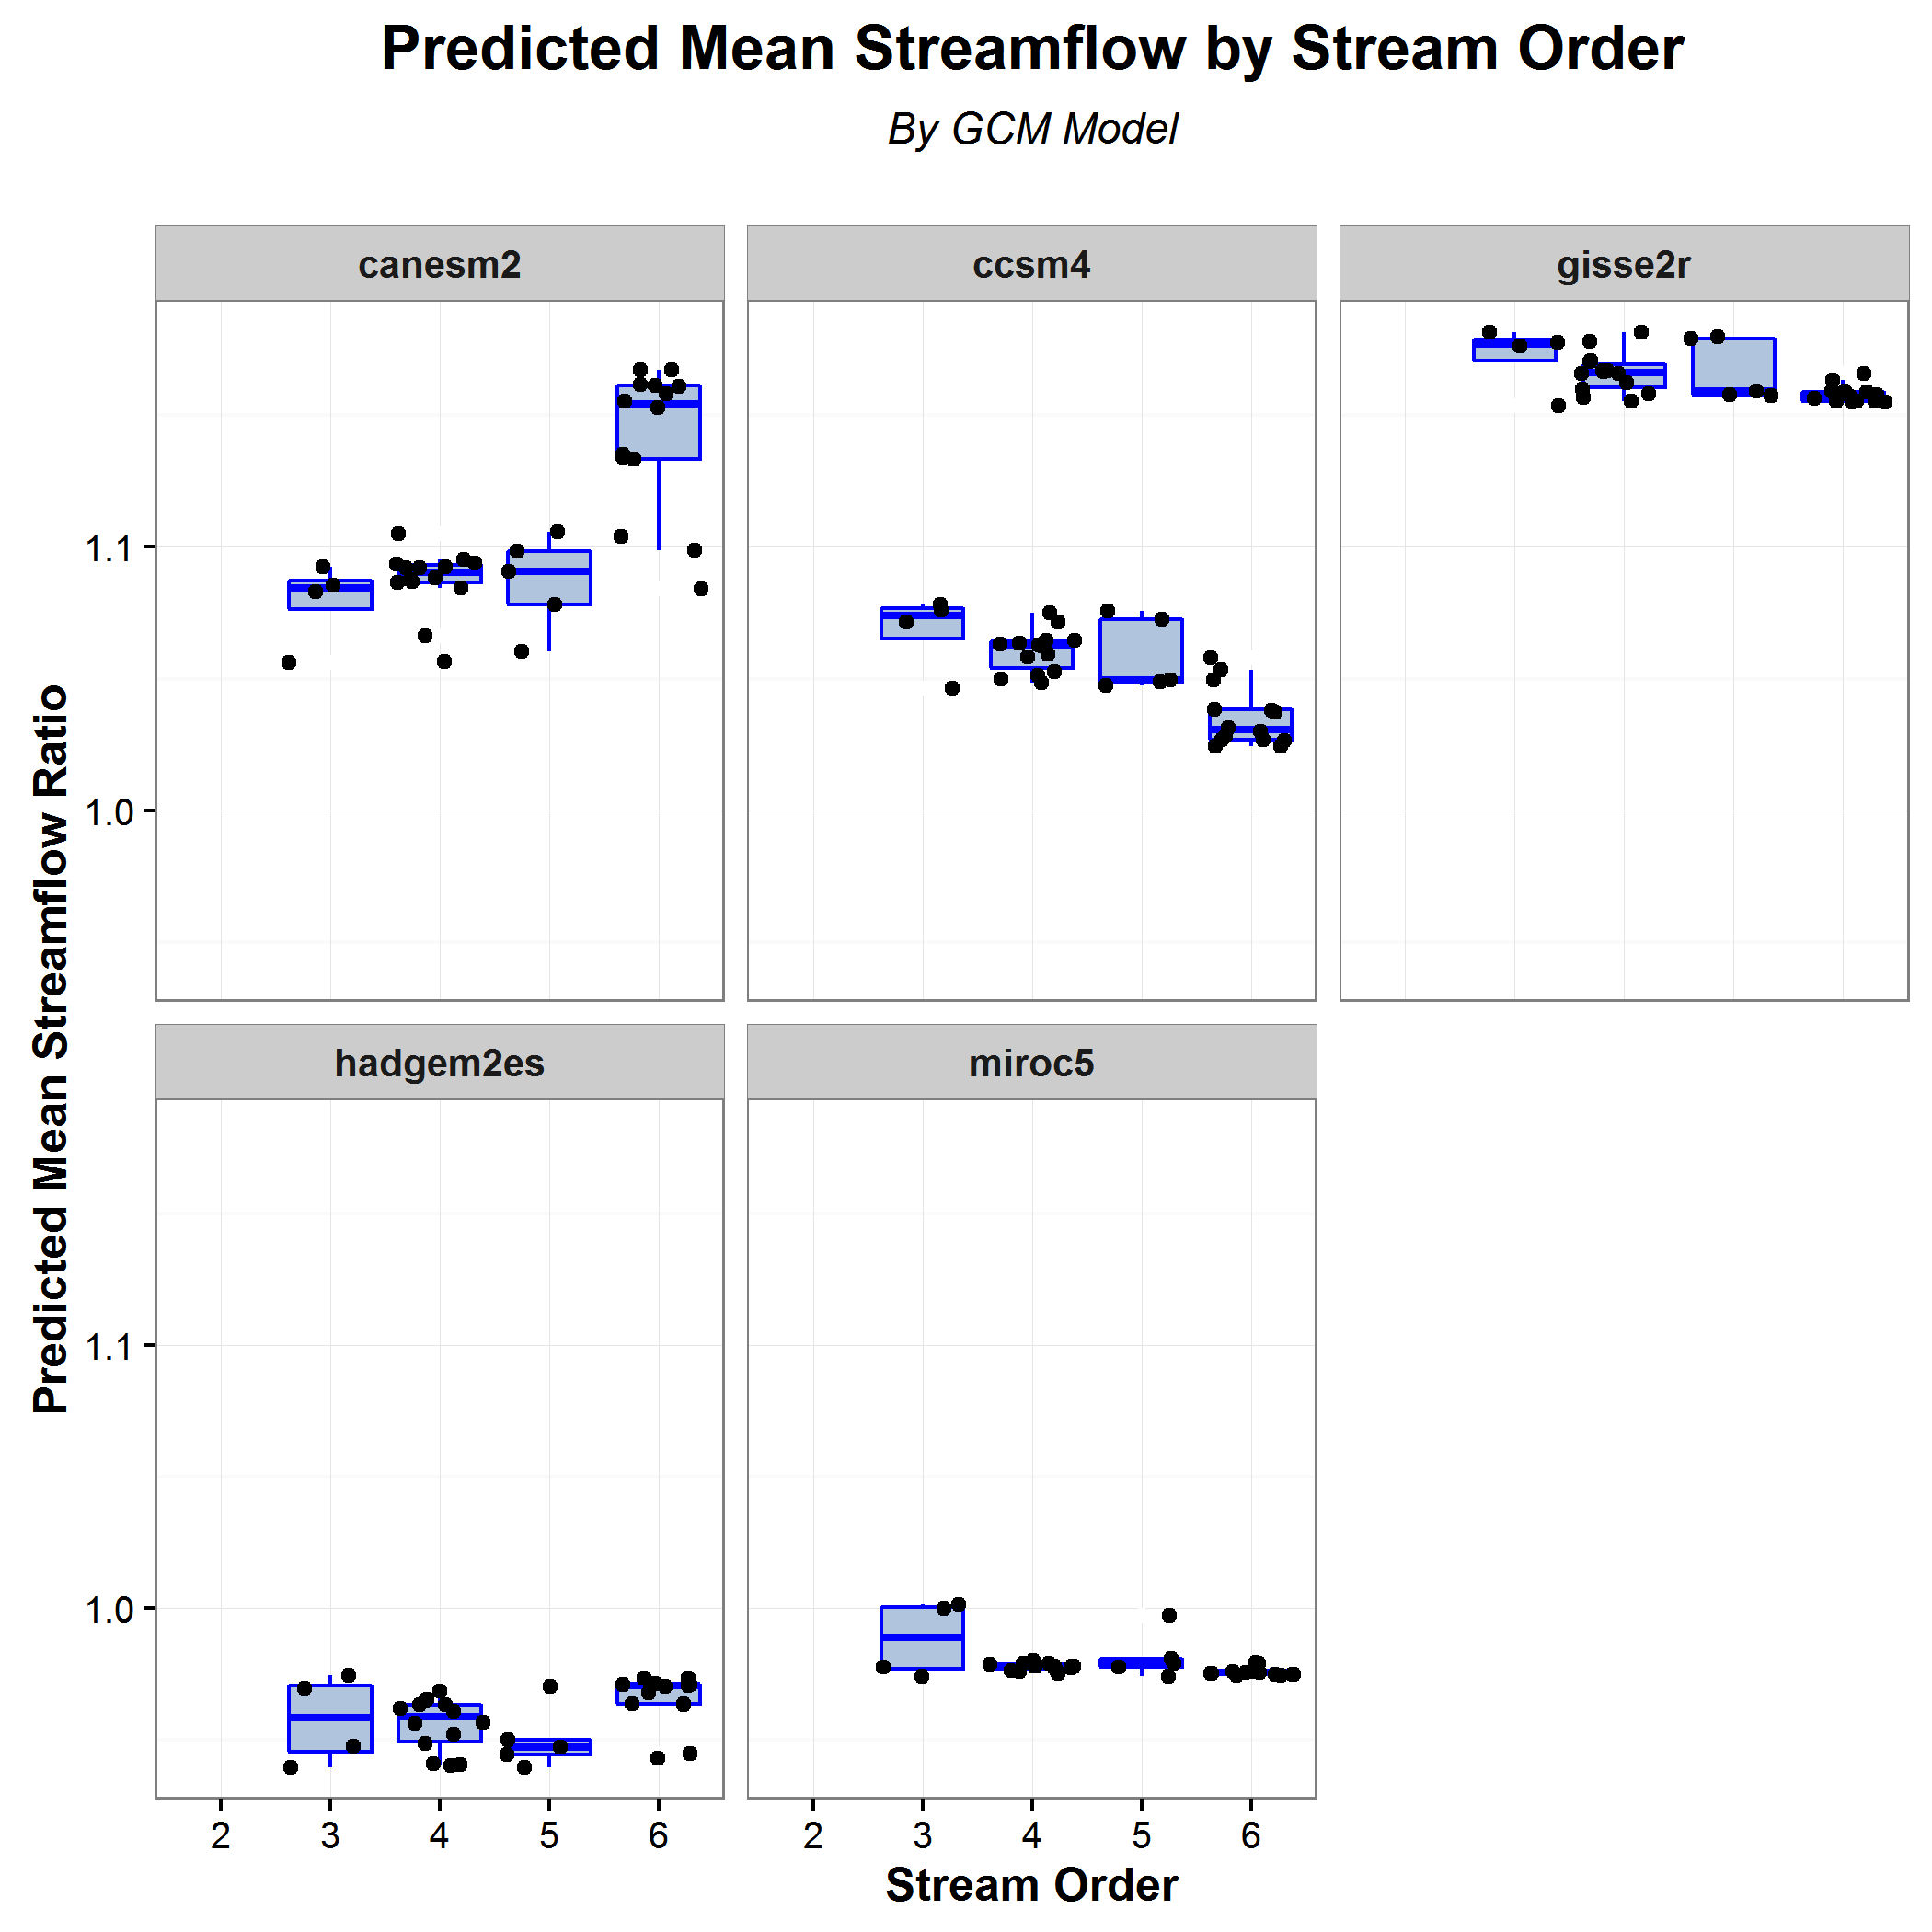 Predicted Mean Streamflow by Stream Order
By GCM Model
canesm2
ccsm4
gisse2r
1.1
1.0
Predicted Mean Streamflow Ratio
hadgem2es
miroc5
1.1
1.0
2 3 4 5 6
2 3 4 5 6
Stream Order